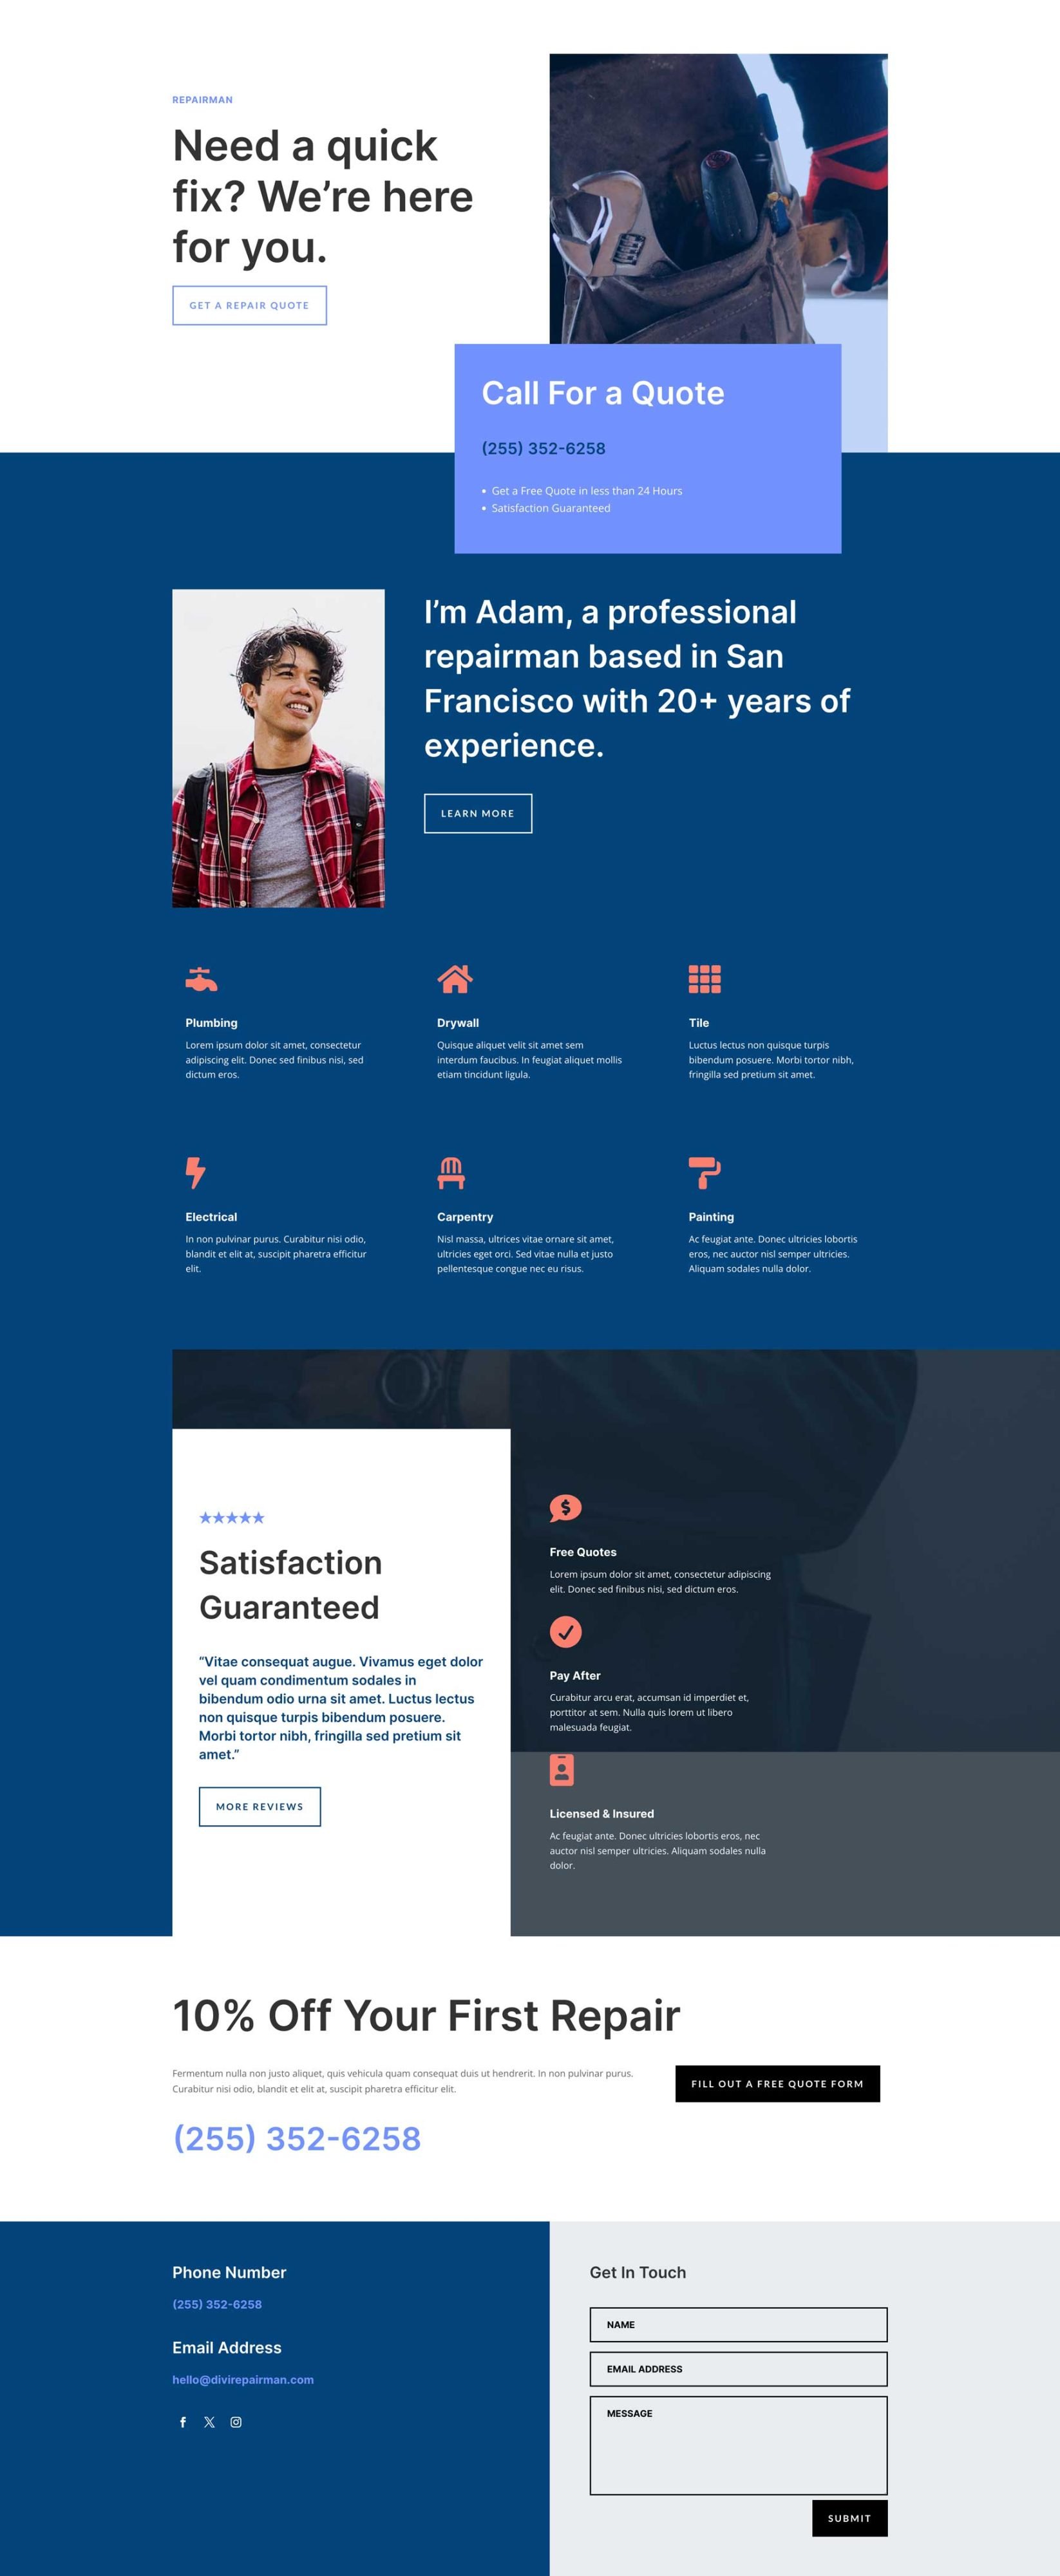 REPAIRMAN
Need a quick
fix? We’re here
for you.
GET A REPAIR QUOTE
Call For a Quote
(255) 352-6258
• Get a Free Quote in less than 24 Hours
• Satisfaction Guaranteed
I’m Adam, a professional
repairman based in San
Francisco with 20+ years of
experience.
LEARN MORE
Plumbing
Lorem ipsum dolor sit amet, consectetur
adipiscing elit. Donec sed finibus nisi, sed
dictum eros.
Drywall
Quisque aliquet velit sit amet sem
interdum faucibus. In feugiat aliquet mollis
etiam tincidunt ligula.
Tile
Luctus lectus non quisque turpis
bibendum posuere. Morbi tortor nibh,
fringilla sed pretium sit amet.
Electrical
In non pulvinar purus. Curabitur nisi odio,
blandit et elit at, suscipit pharetra efficitur
elit.
Carpentry
Nisl massa, ultrices vitae ornare sit amet,
ultricies eget orci. Sed vitae nulla et justo
pellentesque congue nec eu risus.
Painting
Ac feugiat ante. Donec ultricies lobortis
eros, nec auctor nisl semper ultricies.
Aliquam sodales nulla dolor.
★★★★★
Satisfaction
Guaranteed
“Vitae consequat augue. Vivamus eget dolor
vel quam condimentum sodales in
bibendum odio urna sit amet. Luctus lectus
non quisque turpis bibendum posuere.
Morbi tortor nibh, fringilla sed pretium sit
amet.”
MORE REVIEWS
Free Quotes
Lorem ipsum dolor sit amet, consectetur adipiscing
elit. Donec sed finibus nisi, sed dictum eros.
Pay After
Curabitur arcu erat, accumsan id imperdiet et,
porttitor at sem. Nulla quis lorem ut libero
malesuada feugiat.
Licensed & Insured
Ac feugiat ante. Donec ultricies lobortis eros, nec
auctor nisl semper ultricies. Aliquam sodales nulla
dolor.
10% Off Your First Repair
Fermentum nulla non justo aliquet, quis vehicula quam consequat duis ut hendrerit. In non pulvinar purus.
Curabitur nisi odio, blandit et elit at, suscipit pharetra efficitur elit.
FILL OUT A FREE QUOTE FORM
(255) 352-6258
Phone Number
(255) 352-6258
Email Address
hello@divirepairman.com
Get In Touch
NAME
EMAIL ADDRESS
MESSAGE
SUBMIT